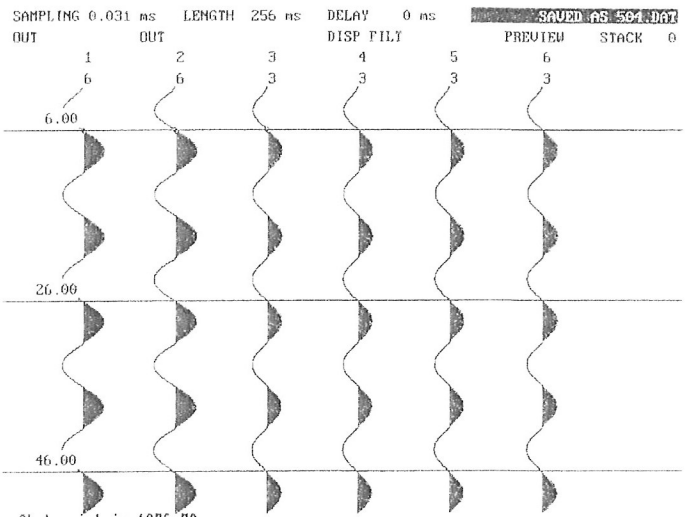 SAMPLING 0.031 ms LENGTH 256 ms DELAY 0 ms SAVED AS 504.DAT
OUT OUT DISP FILT PREVIEW STACK 0
1 2 3 4 5 6
6 6 3 3 3 3
6.00
26.00
46.00